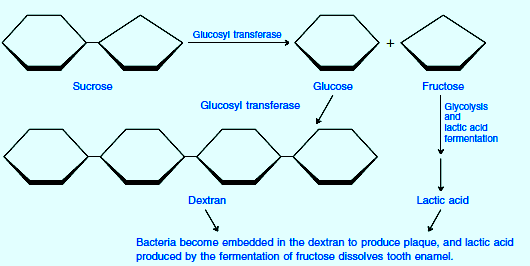 Glucosyl transferase
+
Sucrose
Glucose
Fructose
Glucosyl transferase
Glycolysis
and
lactic acid
fermentation
Dextran
Lactic acid
Bacteria become embedded in the dextran to produce plaque, and lactic acid
produced by the fermentation of fructose dissolves tooth enamel.